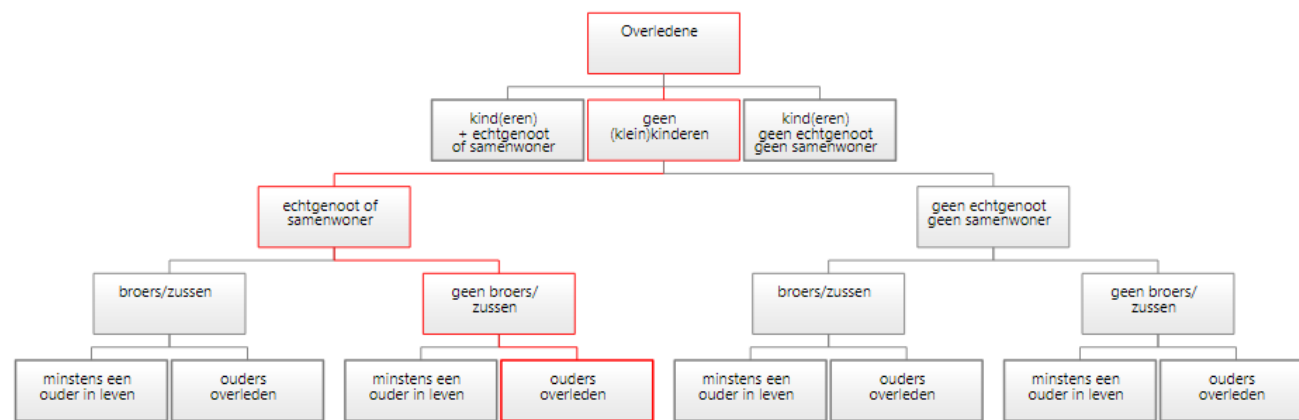 Overledene
kind(eren)
+ echtgenoot
of samenwoner
geen
(klein)kinderen
kind(eren)
geen echtgenoot
geen samenwoner
echtgenoot of
samenwoner
geen echtgenoot
geen samenwoner
broers/zussen
geen broers/
zussen
broers/zussen
geen broers/
zussen
minstens een
ouder in leven
ouders
overleden
minstens een
ouder in leven
ouders
overleden
minstens een
ouder in leven
ouders
overleden
minstens een
ouder in leven
ouders
overleden